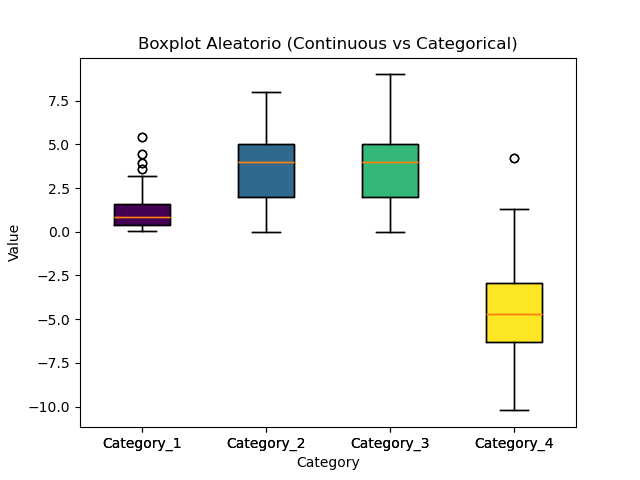 Boxplot Aleatorio (Continuous vs Categorical)
7.5
5.0
2.5
0.0
−2.5
−5.0
−7.5
−10.0
Value
Category_1 Category_2 Category_3 Category_4
Category